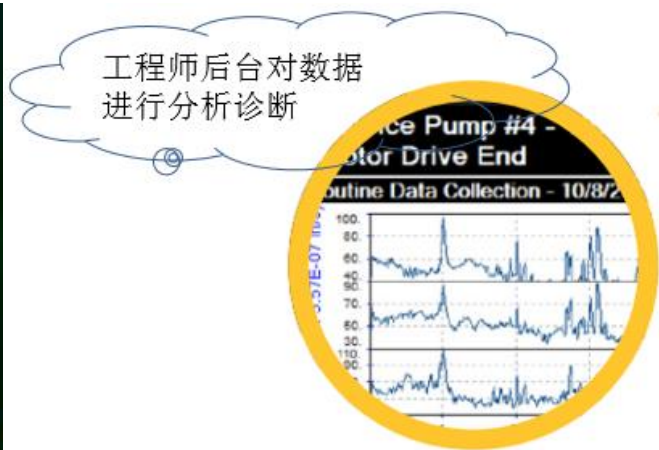 工程师后台对数据
进行分析诊断
ce Pump #4 -
otor Drive End
outine Data Collection - 10/8/2
100.
80.
60.
40.
90.
70.
50.
30.
110.
90.